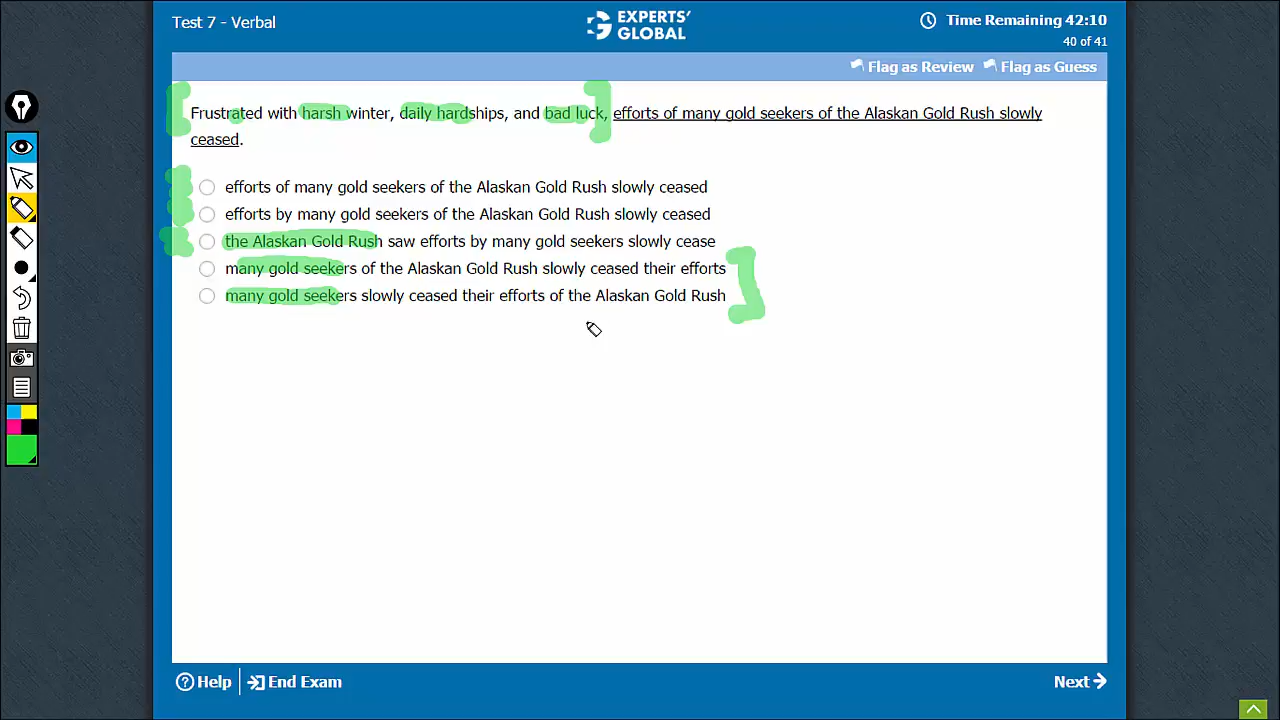 Test 7 - Verbal
EXPERTS'
GLOBAL
Time Remaining 42:10
40 of 41
Flag as Review
Flag as Guess
Frustrated with harsh winter, daily hardships, and bad luck, efforts of many gold seekers of the Alaskan Gold Rush slowly
ceased.
efforts of many gold seekers of the Alaskan Gold Rush slowly ceased
efforts by many gold seekers of the Alaskan Gold Rush slowly ceased
the Alaskan Gold Rush saw efforts by many gold seekers slowly cease
many gold seekers of the Alaskan Gold Rush slowly ceased their efforts
many gold seekers slowly ceased their efforts of the Alaskan Gold Rush
Help
End Exam
Next